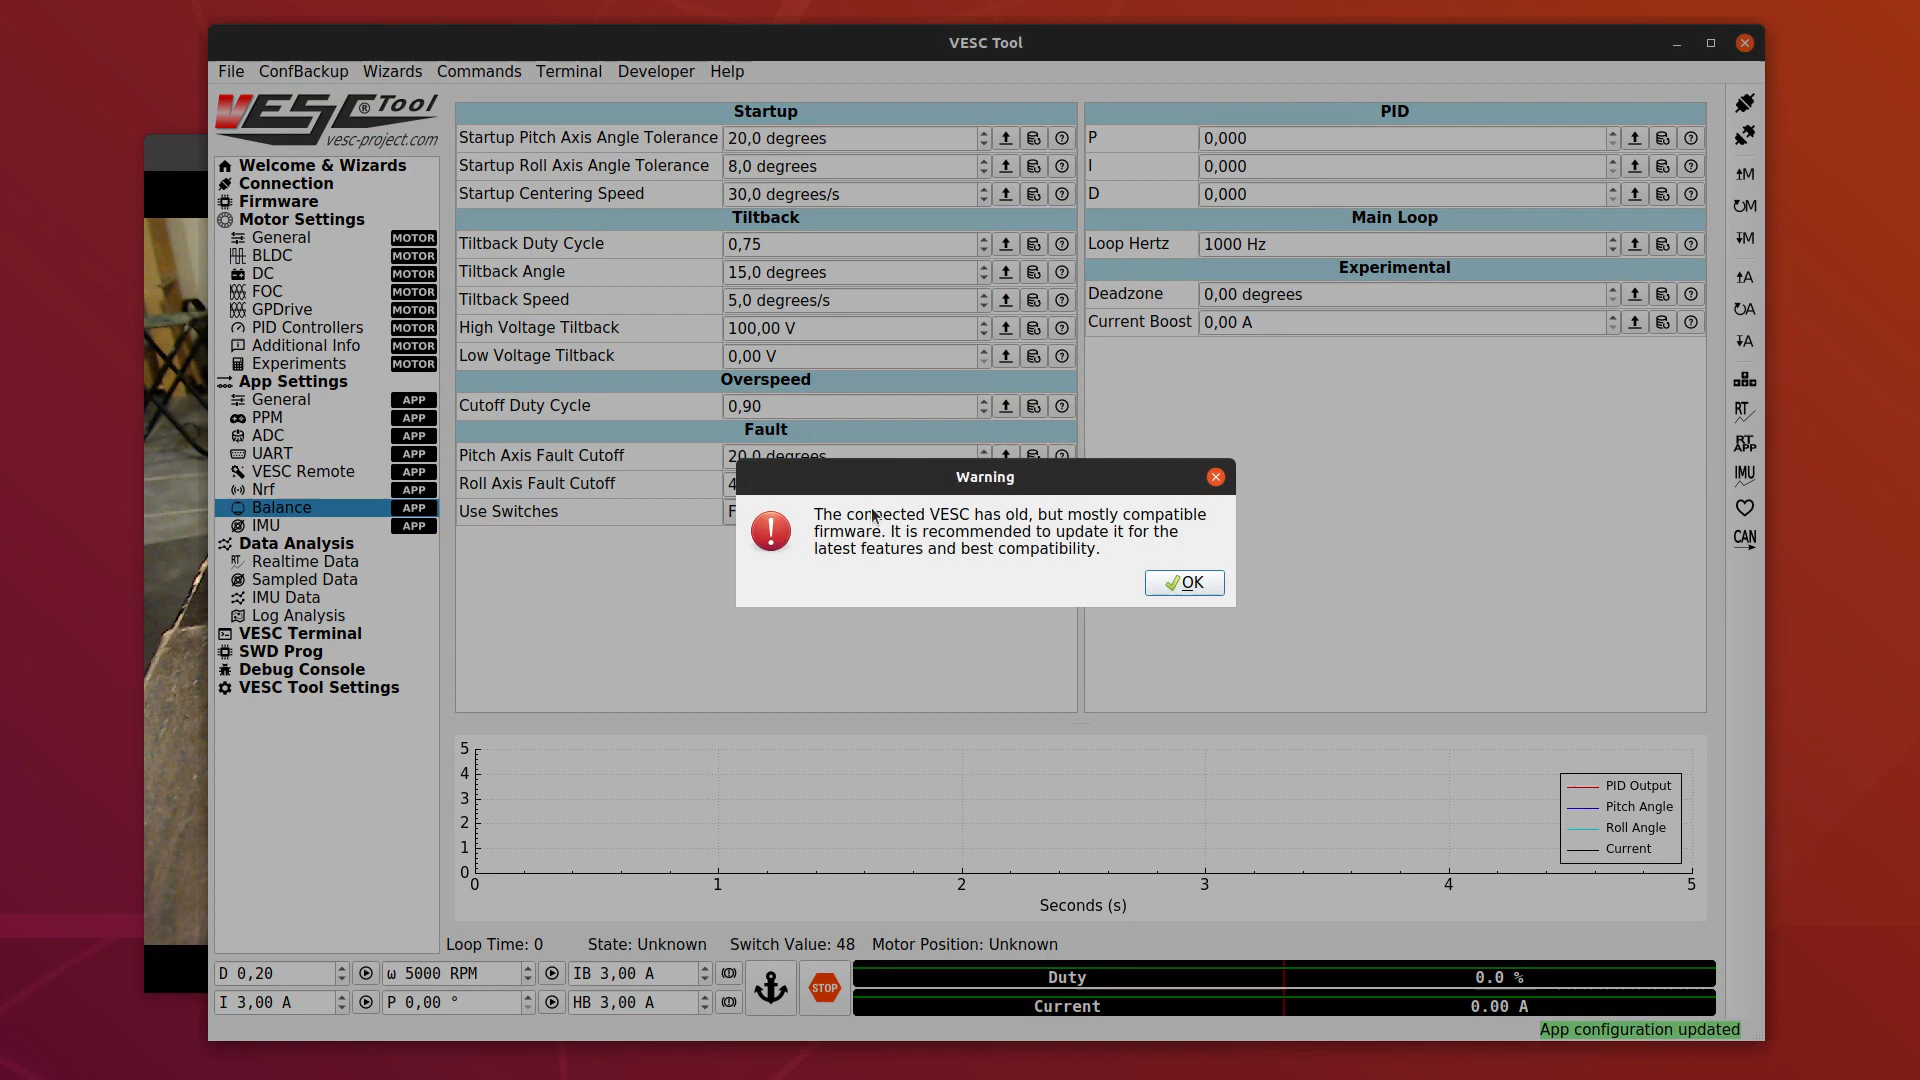 VESC Tool
File ConfBackup Wizards Commands Terminal Developer Help
VESC® Tool
vesc-project.com
Welcome & Wizards
Connection
Firmware
Motor Settings
General MOTOR
BLDC MOTOR
DC MOTOR
FOC MOTOR
GPDrive MOTOR
PID Controllers MOTOR
Additional Info MOTOR
Experiments MOTOR
App Settings
General APP
PPM APP
ADC APP
UART APP
VESC Remote APP
Nrf APP
Balance APP
IMU APP
Data Analysis
RT Realtime Data
Sampled Data
IMU Data
Log Analysis
VESC Terminal
SWD Prog
Debug Console
VESC Tool Settings
Startup
Startup Pitch Axis Angle Tolerance 20,0 degrees
Startup Roll Axis Angle Tolerance 8,0 degrees
Startup Centering Speed 30,0 degrees/s
Tiltback
Tiltback Duty Cycle 0,75
Tiltback Angle 15,0 degrees
Tiltback Speed 5,0 degrees/s
High Voltage Tiltback 100,00 V
Low Voltage Tiltback 0,00 V
Overspeed
Cutoff Duty Cycle 0,90
Fault
Pitch Axis Fault Cutoff 20,0 degrees
Roll Axis Fault Cutoff 4
Use Switches F
PID
P 0,000
I 0,000
D 0,000
Main Loop
Loop Hertz 1000 Hz
Experimental
Deadzone 0,00 degrees
Current Boost 0,00 A
Warning
The connected VESC has old, but mostly compatible
firmware. It is recommended to update it for the
latest features and best compatibility.
OK
M
M
M
A
A
A
RT
RT
APP
IMU
CAN
5
4
3
2
1
0
0 1 2 3 4 5
Seconds (s)
PID Output
Pitch Angle
Roll Angle
Current
Loop Time: 0 State: Unknown Switch Value: 48 Motor Position: Unknown
D 0,20 ω 5000 RPM IB 3,00 A
I 3,00 A P 0,00 ° HB 3,00 A
STOP
Duty 0.0 %
Current 0.00 A
App configuration updated